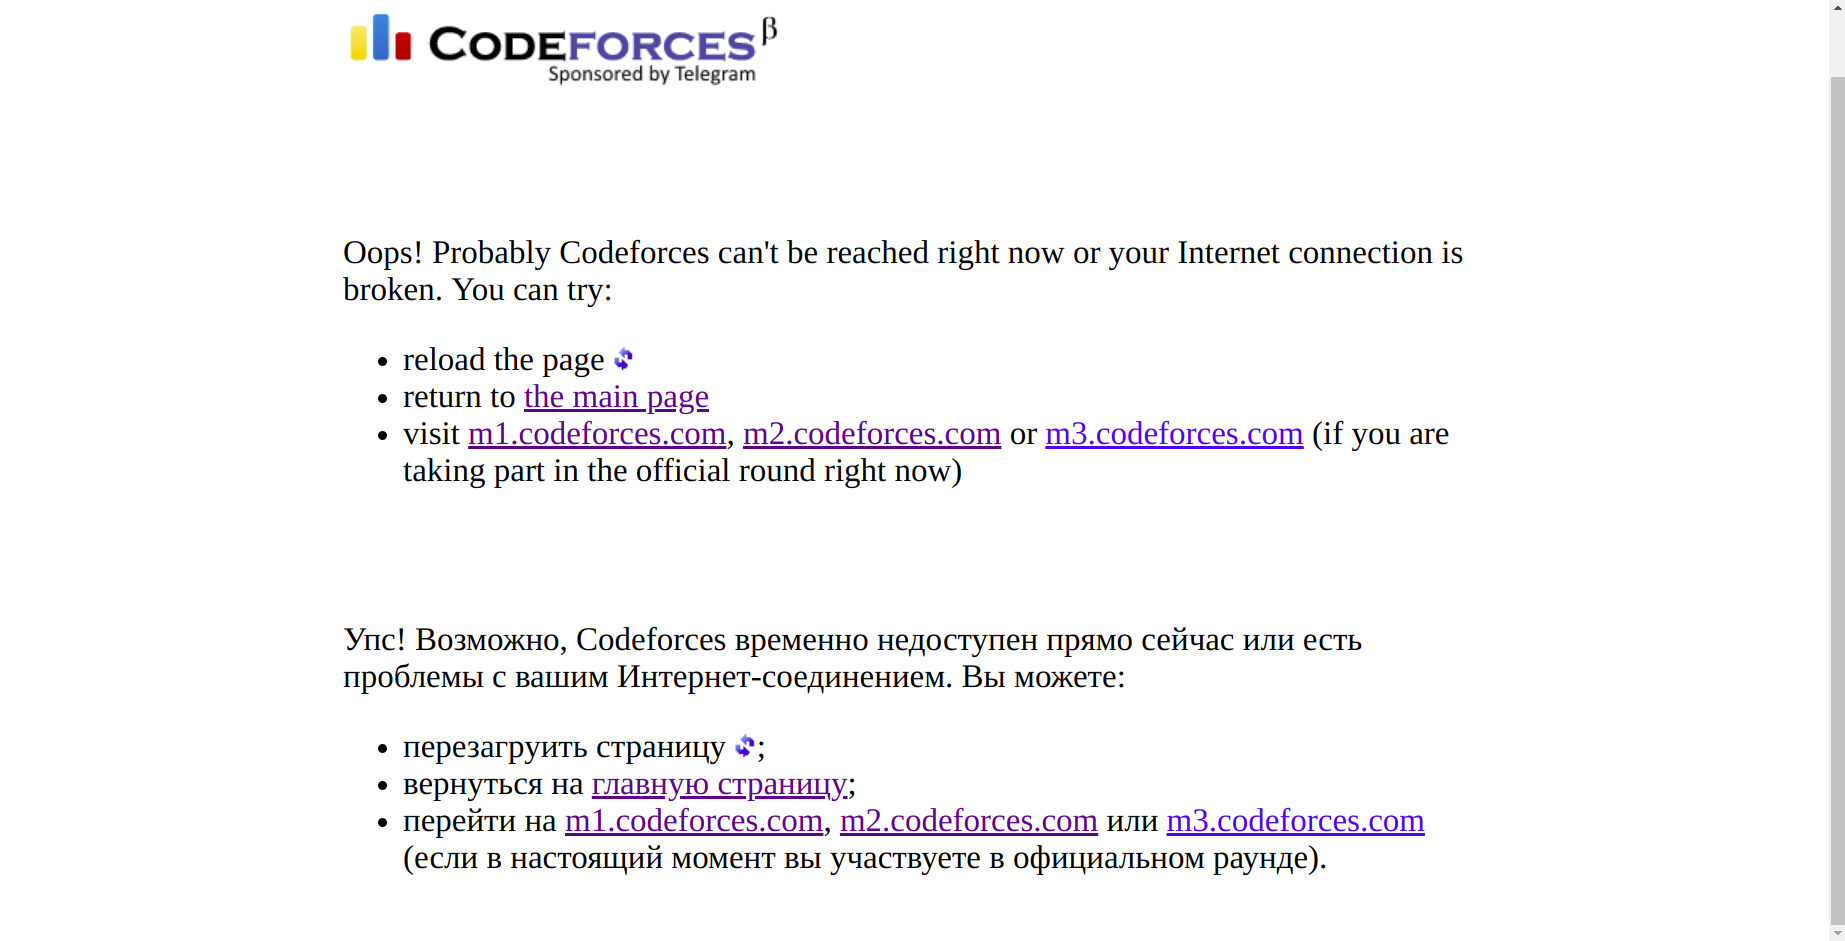 CODEFORCES β
Sponsored by Telegram
Oops! Probably Codeforces can't be reached right now or your Internet connection is
broken. You can try:
• reload the page
• return to the main page
• visit m1.codeforces.com, m2.codeforces.com or m3.codeforces.com (if you are
taking part in the official round right now)
Упс! Возможно, Codeforces временно недоступен прямо сейчас или есть
проблемы с вашим Интернет-соединением. Вы можете:
• перезагруить страницу ;
• вернуться на главную страницу;
• перейти на m1.codeforces.com, m2.codeforces.com или m3.codeforces.com
(если в настоящий момент вы участвуете в официальном раунде).